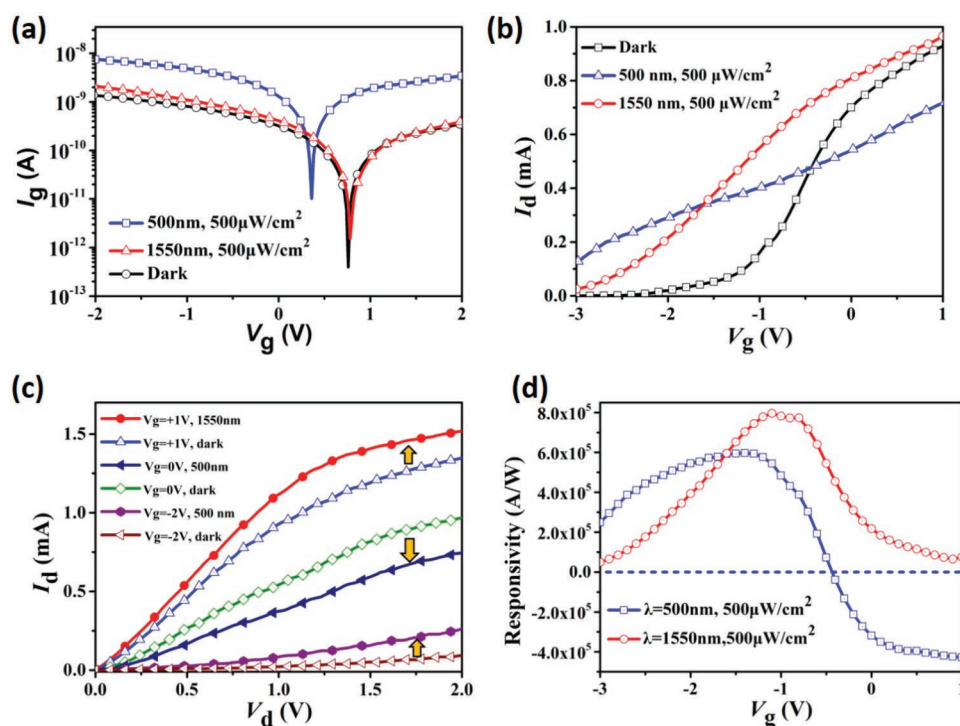 (a)
10⁻⁸
10⁻⁹
10⁻¹⁰
10⁻¹¹
10⁻¹²
10⁻¹³
I_g (A)
500nm, 500μW/cm²
1550nm, 500μW/cm²
Dark
-2 -1 0 1 2
V_g (V)
(b)
1.0
0.8
0.6
0.4
0.2
0.0
I_d (mA)
Dark
500 nm, 500 μW/cm²
1550 nm, 500 μW/cm²
-3 -2 -1 0 1
V_g (V)
(c)
1.5
1.0
0.5
0.0
I_d (mA)
Vg=+1V, 1550nm
Vg=+1V, dark
Vg=0V, 500nm
Vg=0V, dark
Vg=-2V, 500 nm
Vg=-2V, dark
0.0 0.5 1.0 1.5 2.0
V_d (V)
(d)
8.0x10⁵
6.0x10⁵
4.0x10⁵
2.0x10⁵
0.0
-2.0x10⁵
-4.0x10⁵
Responsivity (A/W)
λ=500nm, 500μW/cm²
λ=1550nm,500μW/cm²
-3 -2 -1 0 1
V_g (V)